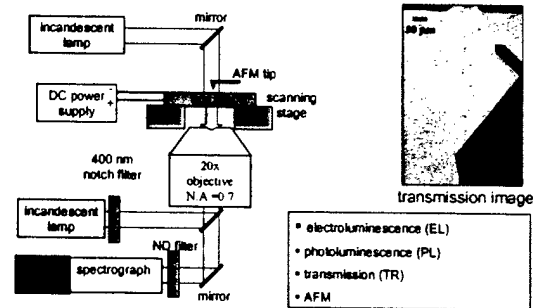 mirror
incandescent
lamp
AFM tip
DC power
supply
-
+
scanning
stage
400 nm
notch filter
20x
objective
N.A =0 7
incandescent
lamp
ND filter
spectrograph
mirror
transmission image
• electroluminescence (EL)
• photoluminescence (PL)
• transmission (TR)
• AFM